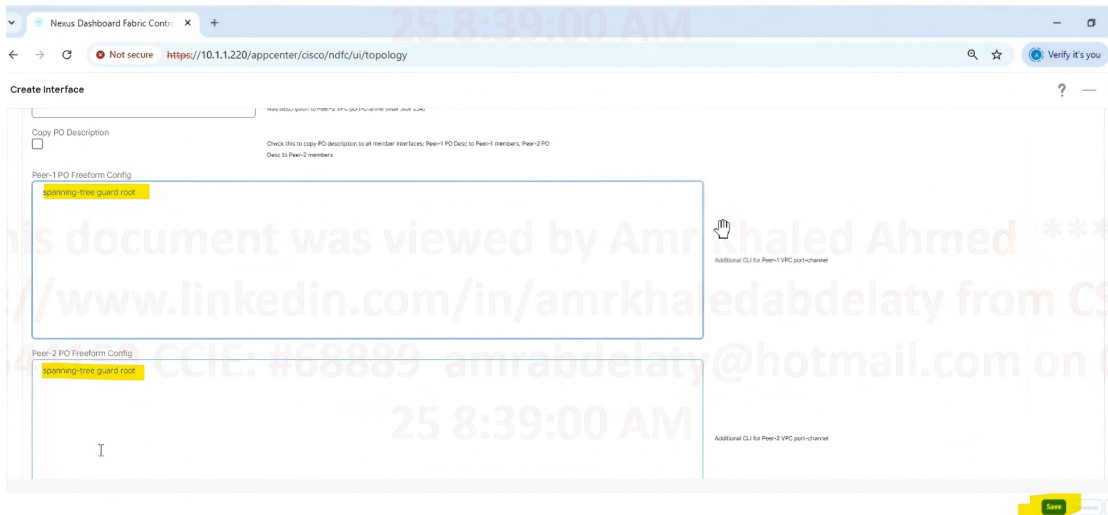 Nexus Dashboard Fabric Contr
25 8:39:00 AM
Not secure https://10.1.1.220/appcenter/cisco/ndfc/ui/topology
Verify it's you
Create Interface
Copy PO Description
Check this to copy PO description to all member interfaces: Peer-1 PO Desc to Peer-1 members, Peer-2 PO
Desc to Peer-2 members
Peer-1 PO Freeform Config
spanning-tree guard root
his document was viewed by Amr Khaled Ahmed ***
Additional CLI for Peer-1 VPC port-channel
://www.linkedin.com/in/amrkhaledabdelaty from CS
Peer-2 PO Freeform Config
CCIE: #68889 amrabdelaty@hotmail.com on
spanning-tree guard root
25 8:39:00 AM
Additional CLI for Peer-2 VPC port-channel
Save